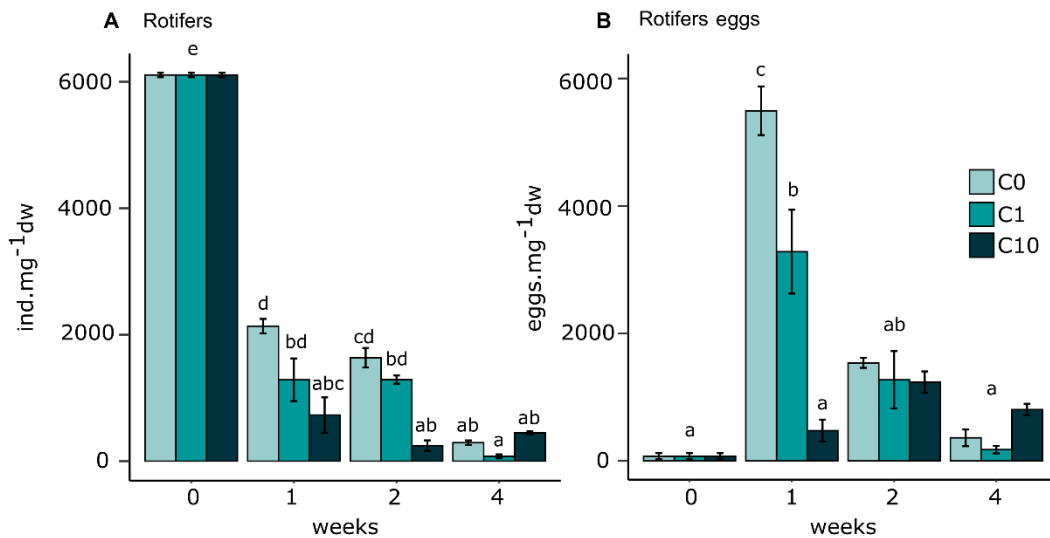 A Rotifers
ind.mg⁻¹dw
6000
4000
2000
0
e
d
bd
abc
cd
bd
ab
ab
a
ab
0 1 2 4
weeks
B Rotifers eggs
eggs.mg⁻¹dw
6000
4000
2000
0
a
c
b
a
ab
a
C0
C1
C10
0 1 2 4
weeks